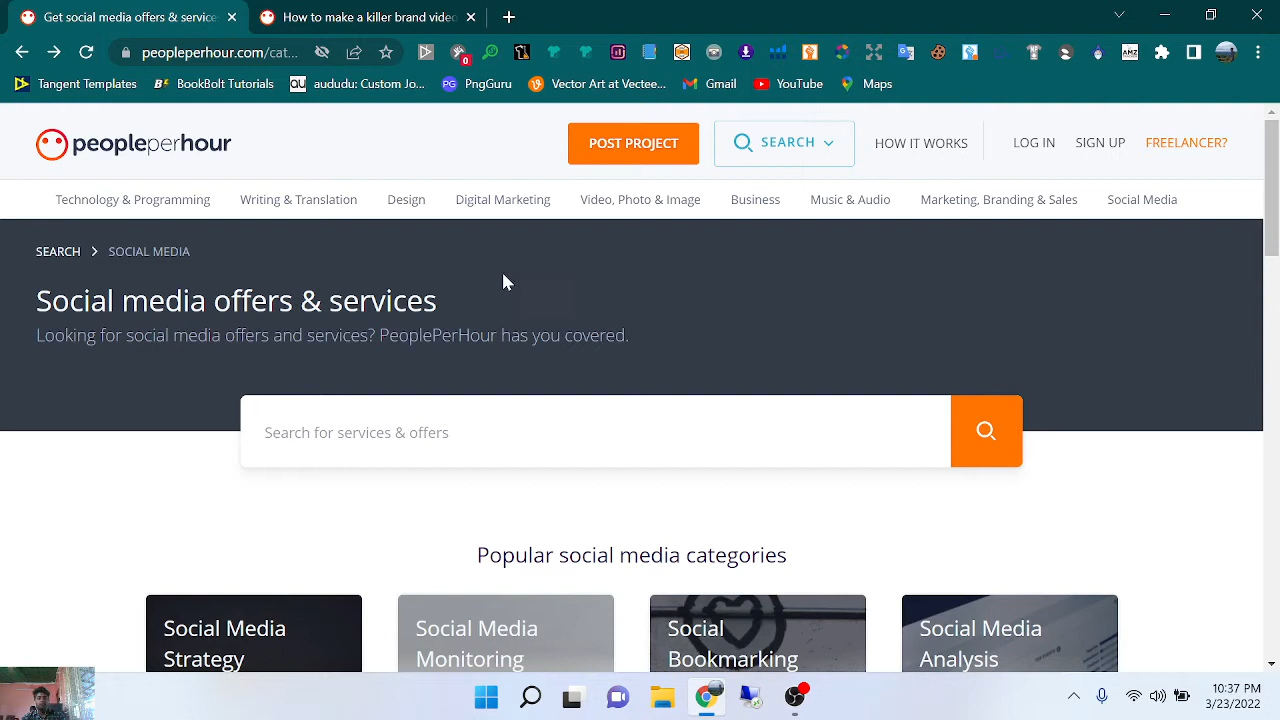 Get social media offers & service
How to make a killer brand video
peopleperhour.com/cat...
0
Tangent Templates
BookBolt Tutorials
aududu: Custom Jo...
PngGuru
Vector Art at Vectee...
Gmail
YouTube
Maps
peopleperhour
POST PROJECT
SEARCH
HOW IT WORKS
LOG IN
SIGN UP
FREELANCER?
Technology & Programming
Writing & Translation
Design
Digital Marketing
Video, Photo & Image
Business
Music & Audio
Marketing, Branding & Sales
Social Media
SEARCH > SOCIAL MEDIA
Social media offers & services
Looking for social media offers and services? PeoplePerHour has you covered.
Search for services & offers
Popular social media categories
Social Media
Strategy
Social Media
Monitoring
Social
Bookmarking
Social Media
Analysis
10:37 PM
3/23/2022